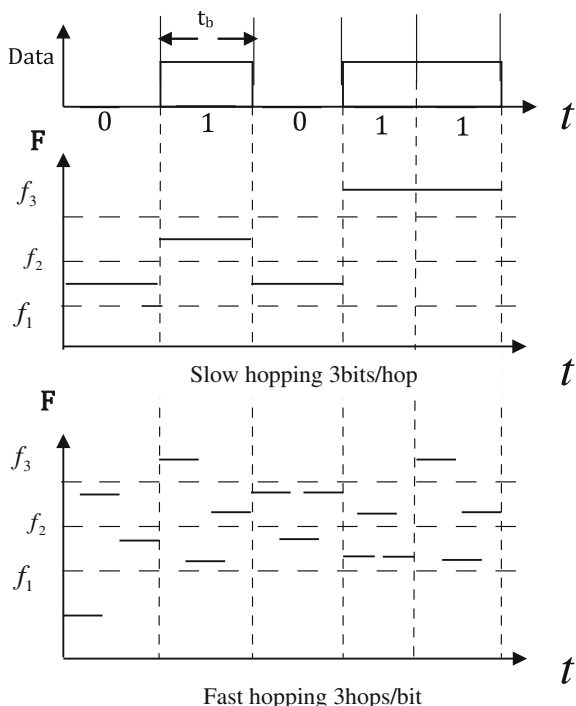 t_b
Data
0 1 0 1 1
t
F
f_3
f_2
f_1
Slow hopping 3bits/hop
t
F
f_3
f_2
f_1
t
Fast hopping 3hops/bit